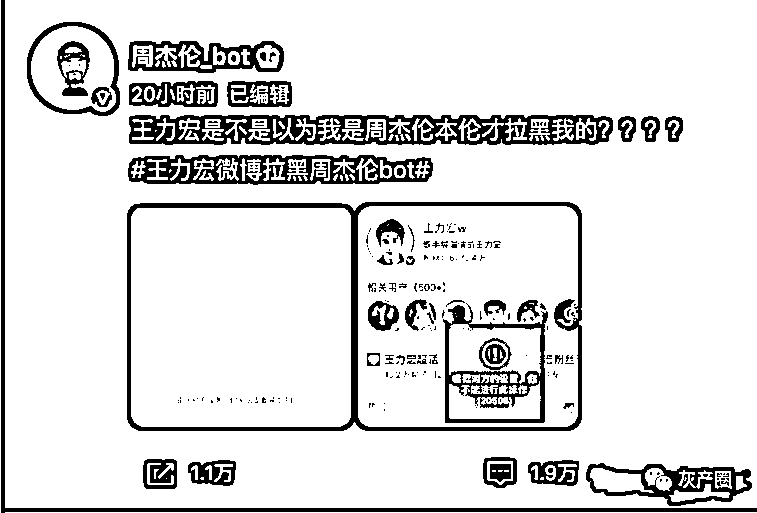 周杰伦_bot
20小时前 已编辑
王力宏是不是以为我是周杰伦本伦才拉黑我的？？？？
#王力宏微博拉黑周杰伦bot#
王力宏w
相关用户（500+）
王力宏超话
1.1万
1.9万
灰产圈